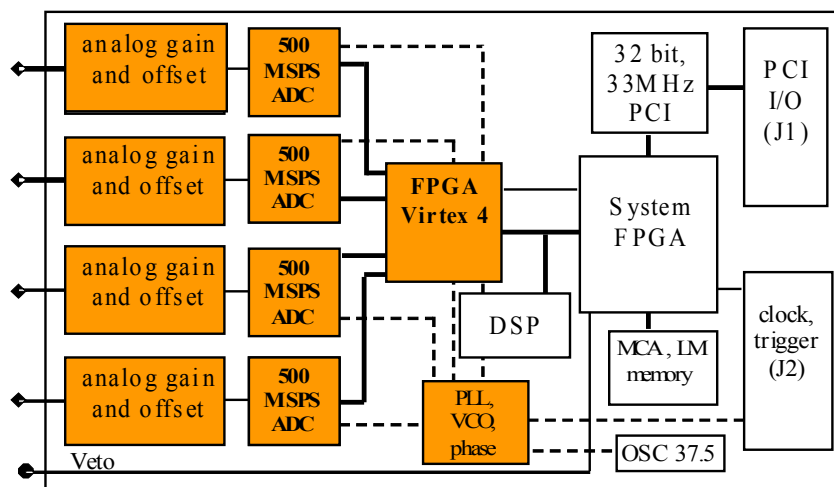 analog gain
and offset
500
MSPS
ADC
analog gain
and offset
500
MSPS
ADC
analog gain
and offset
500
MSPS
ADC
analog gain
and offset
500
MSPS
ADC
Veto
FPGA
Virtex 4
DSP
PLL,
VCO,
phase
32 bit,
33MHz
PCI
System
FPGA
MCA, LM
memory
OSC 37.5
PCI
I/O
(J1)
clock,
trigger
(J2)